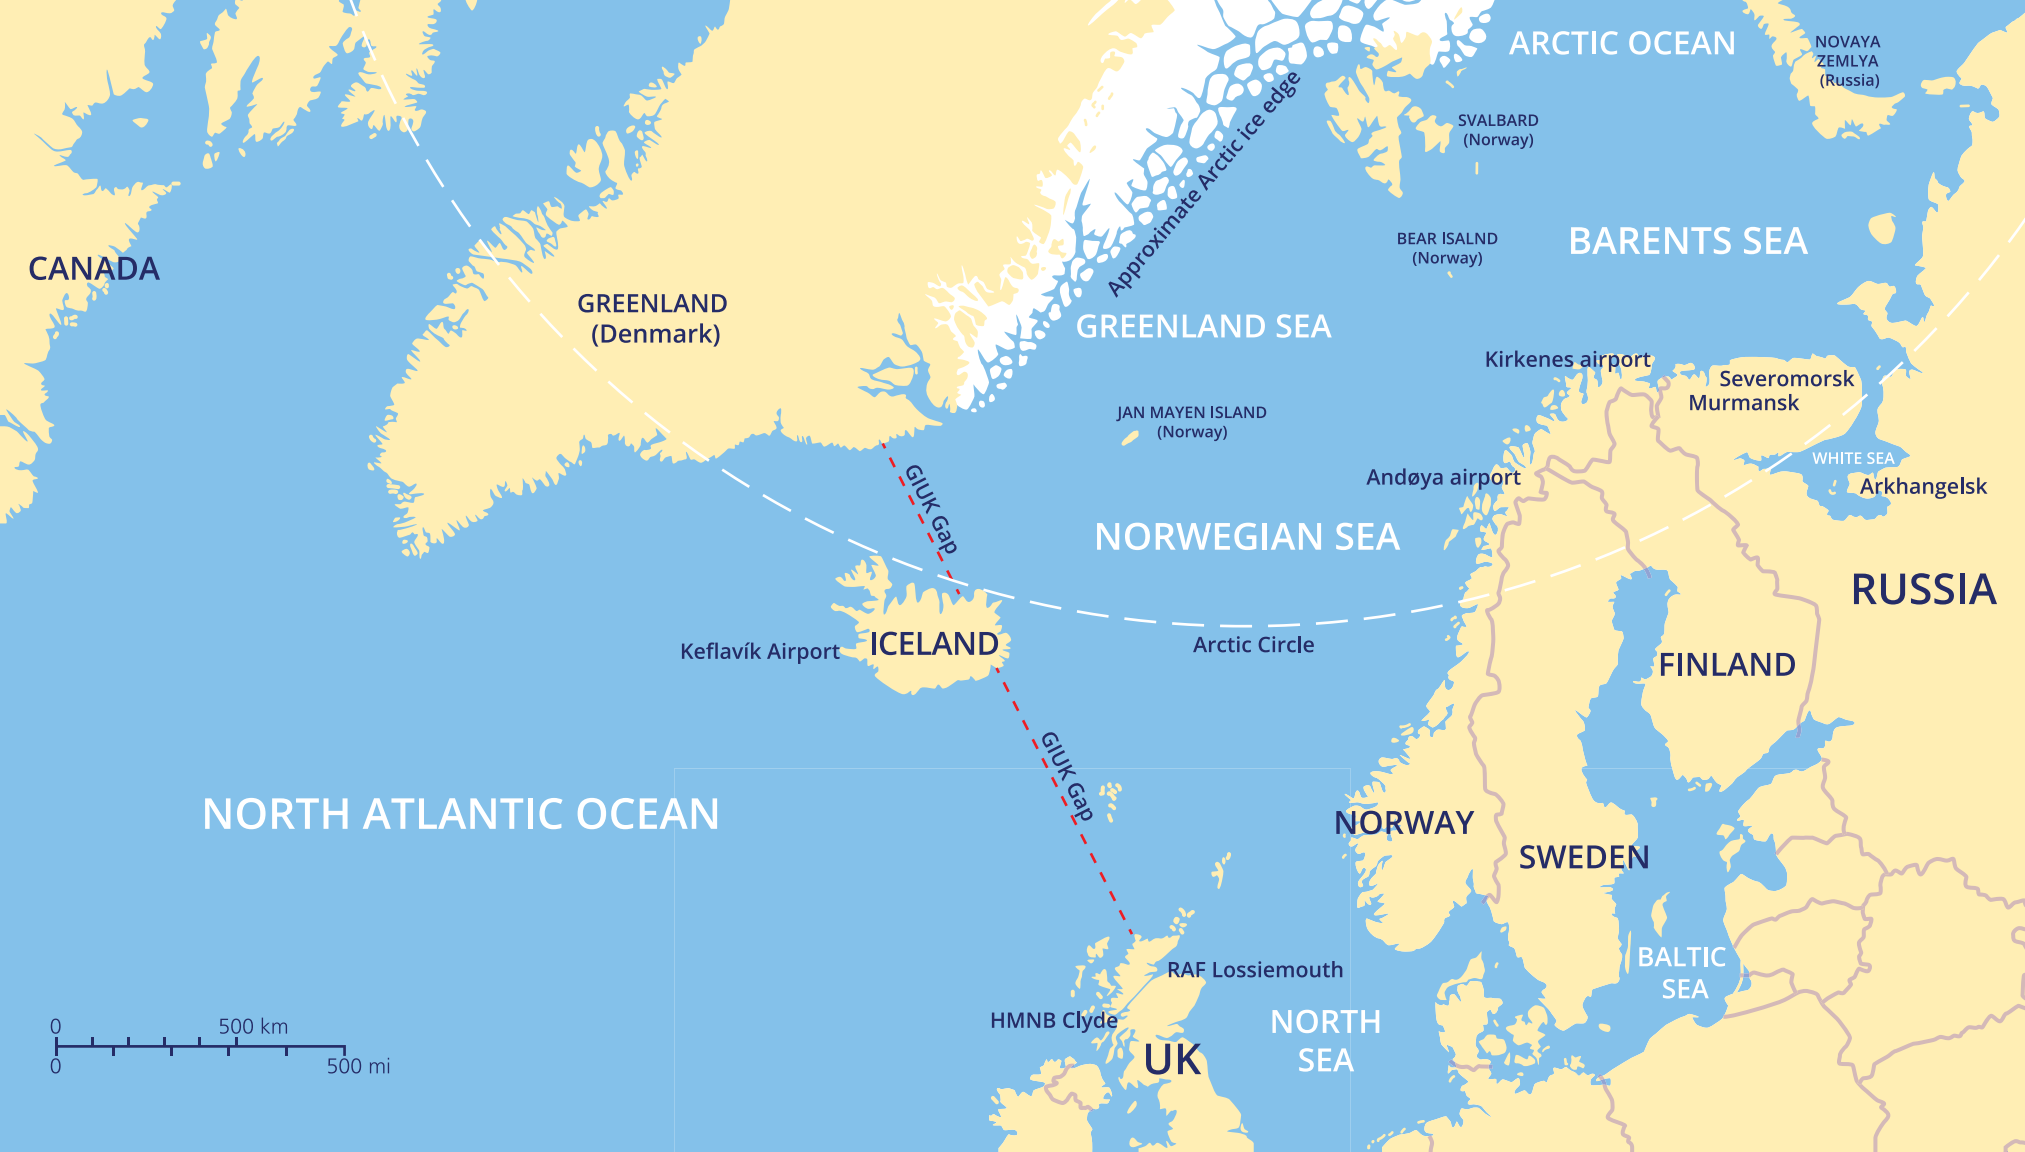 ARCTIC OCEAN
NOVAYA
ZEMLYA
(Russia)
Approximate Arctic ice edge
SVALBARD
(Norway)
BEAR ISALND
(Norway)
BARENTS SEA
CANADA
GREENLAND
(Denmark)
GREENLAND SEA
Kirkenes airport
Severomorsk
Murmansk
JAN MAYEN ISLAND
(Norway)
WHITE SEA
Andøya airport
Arkhangelsk
GIUK Gap
NORWEGIAN SEA
RUSSIA
Keflavík Airport
ICELAND
Arctic Circle
FINLAND
GIUK Gap
NORTH ATLANTIC OCEAN
NORWAY
SWEDEN
BALTIC
SEA
RAF Lossiemouth
HMNB Clyde
NORTH
SEA
UK
0 500 km
0 500 mi